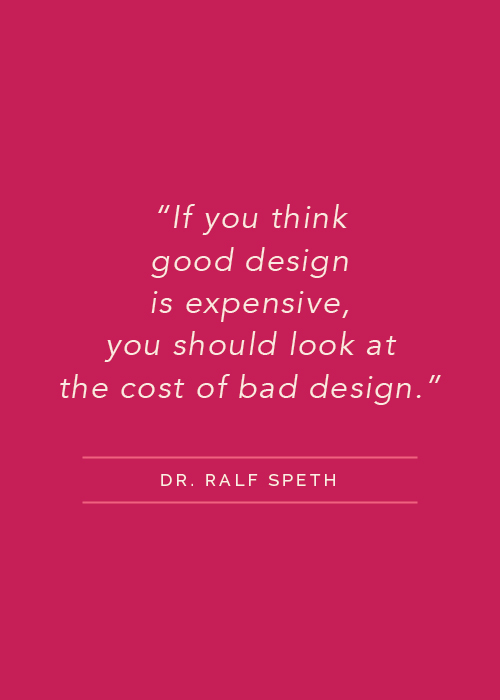 “If you think
good design
is expensive,
you should look at
the cost of bad design.”
DR. RALF SPETH